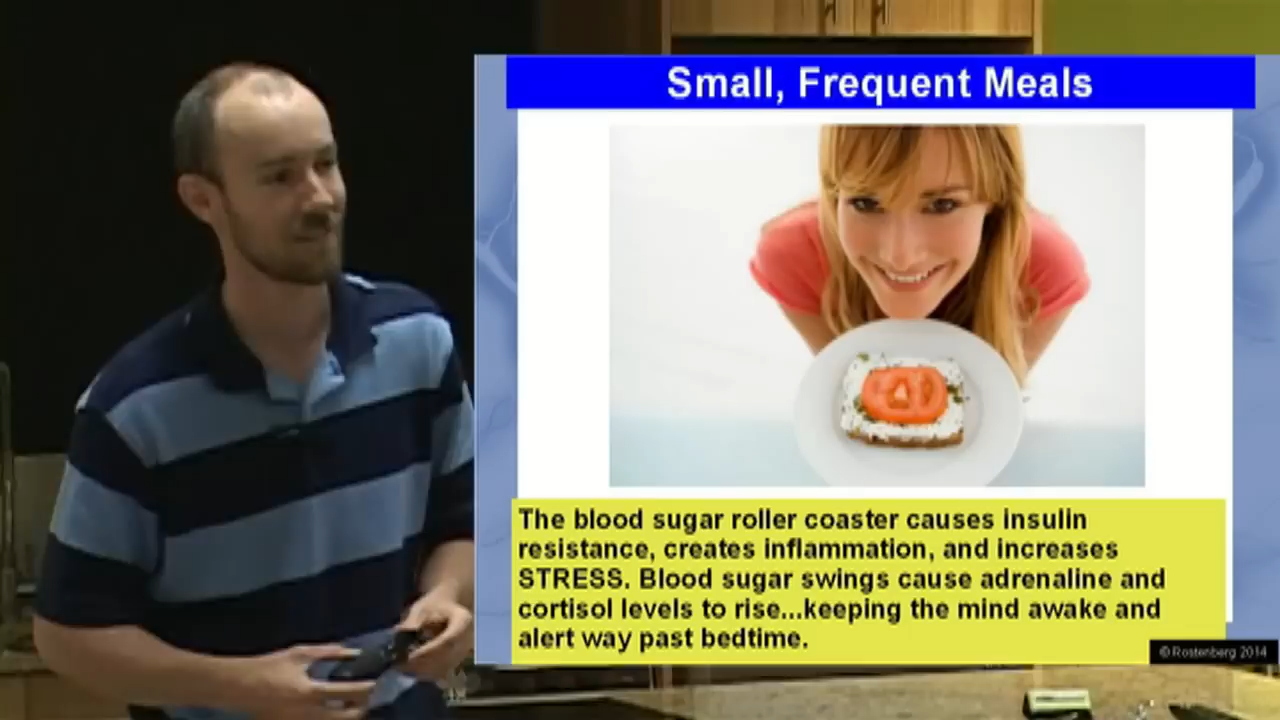 Small, Frequent Meals
The blood sugar roller coaster causes insulin
resistance, creates inflammation, and increases
STRESS. Blood sugar swings cause adrenaline and
cortisol levels to rise...keeping the mind awake and
alert way past bedtime.
© Rostenberg 2014